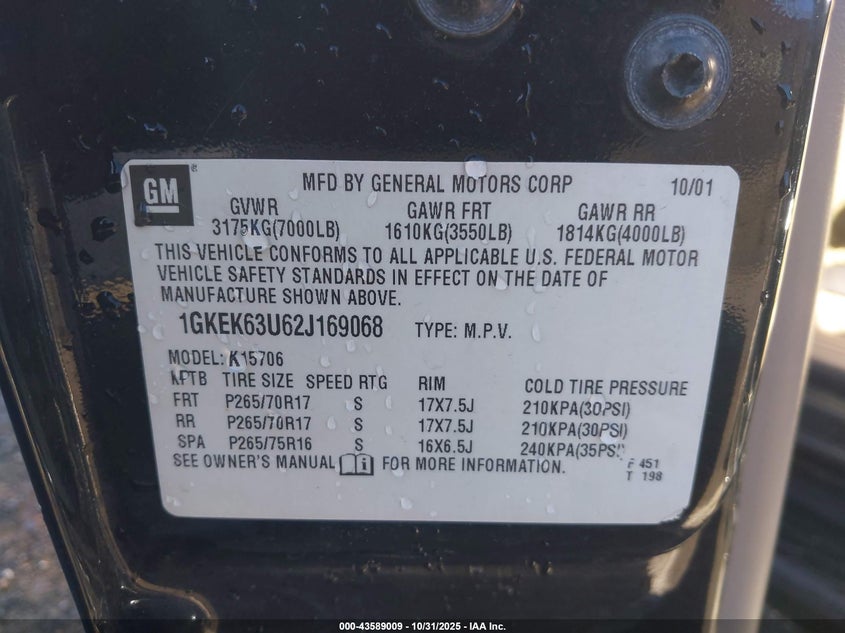 GM
MFD BY GENERAL MOTORS CORP 10/01
GVWR GAWR FRT GAWR RR
3175KG(7000LB) 1610KG(3550LB) 1814KG(4000LB)
THIS VEHICLE CONFORMS TO ALL APPLICABLE U.S. FEDERAL MOTOR
VEHICLE SAFETY STANDARDS IN EFFECT ON THE DATE OF
MANUFACTURE SHOWN ABOVE.
1GKEK63U62J169068 TYPE: M.P.V.
MODEL: K15706
TIRE SIZE SPEED RTG RIM COLD TIRE PRESSURE
FRT P265/70R17 S 17X7.5J 210KPA(30PSI)
RR P265/70R17 S 17X7.5J 210KPA(30PSI)
SPA P265/75R16 S 16X6.5J 240KPA(35PSI)
SEE OWNER'S MANUAL FOR MORE INFORMATION.
451
T 198
000-43589009 - 10/31/2025 - IAA Inc.